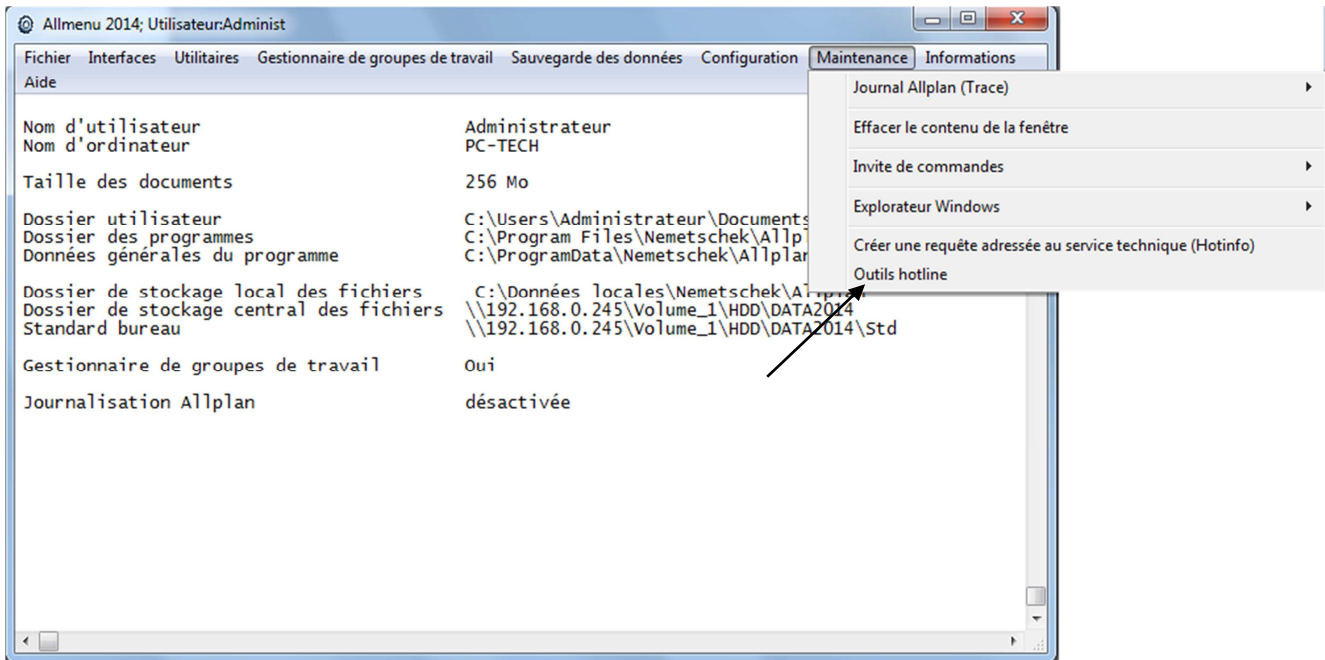 Allmenu 2014; Utilisateur:Administ
Fichier Interfaces Utilitaires Gestionnaire de groupes de travail Sauvegarde des données Configuration Maintenance Informations
Aide
Journal Allplan (Trace)
Effacer le contenu de la fenêtre
Invite de commandes
Explorateur Windows
Créer une requête adressée au service technique (Hotinfo)
Outils hotline
Nom d'utilisateur Administrateur
Nom d'ordinateur PC-TECH
Taille des documents 256 Mo
Dossier utilisateur C:\Users\Administrateur\Documents
Dossier des programmes C:\Program Files\Nemetschek\Allpl
Données générales du programme C:\ProgramData\Nemetschek\Allplan
Dossier de stockage local des fichiers C:\Données locales\Nemetschek\Allplan
Dossier de stockage central des fichiers \\192.168.0.245\Volume_1\HDD\DATA2014
Standard bureau \\192.168.0.245\Volume_1\HDD\DATA2014\Std
Gestionnaire de groupes de travail Oui
Journalisation Allplan désactivée